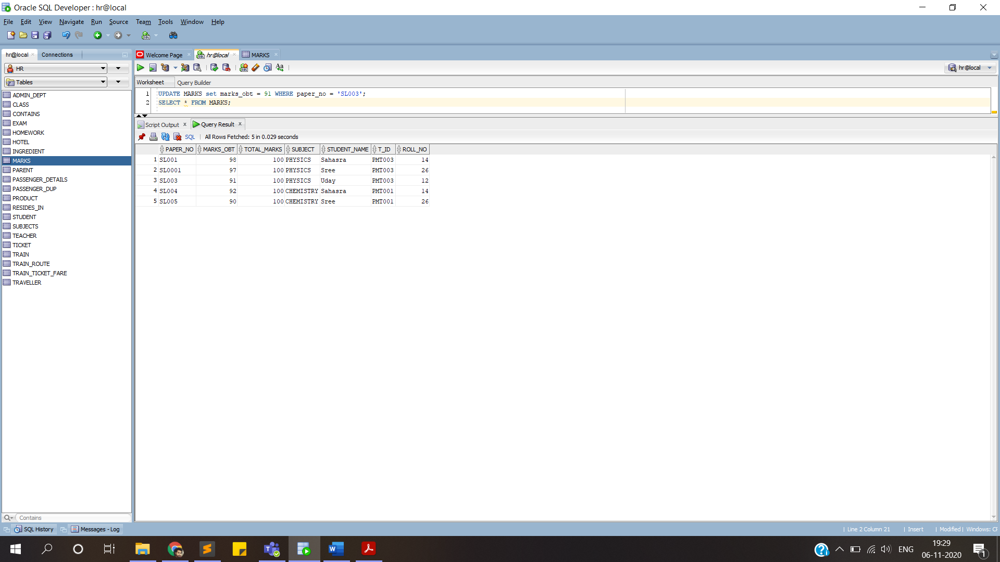 Oracle SQL Developer : hr@local
File Edit View Navigate Run Source Team Tools Window Help
hr@local Connections
Welcome Page hr@local MARKS
HR
hr@local
Tables
Worksheet Query Builder
1 UPDATE MARKS set marks_obt = 91 WHERE paper_no = 'SL003';
2 SELECT * FROM MARKS;
ADMIN_DEPT
CLASS
CONTAINS
EXAM
HOMEWORK
HOTEL
INGREDIENT
MARKS
PARENT
PASSENGER_DETAILS
PASSENGER_DUP
PRODUCT
RESIDES_IN
STUDENT
SUBJECTS
TEACHER
TICKET
TRAIN
TRAIN_ROUTE
TRAIN_TICKET_FARE
TRAVELLER
Script Output x Query Result x
SQL | All Rows Fetched: 5 in 0.029 seconds
PAPER_NO MARKS_OBT TOTAL_MARKS SUBJECT STUDENT_NAME T_ID ROLL_NO
1 SL001 98 100 PHYSICS Sahasra PMT003 14
2 SL0001 97 100 PHYSICS Sree PMT003 26
3 SL003 91 100 PHYSICS Uday PMT003 12
4 SL004 92 100 CHEMISTRY Sahasra PMT001 14
5 SL005 90 100 CHEMISTRY Sree PMT001 26
Contains
SQL History Messages - Log
| Line 2 Column 21 | Insert | Modified | Windows: CF
ENG
19:29
06-11-2020
1